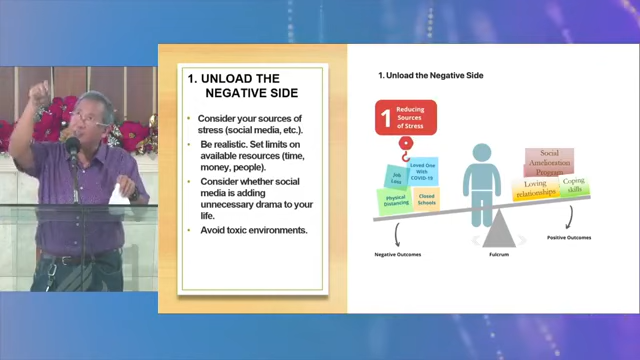 1. UNLOAD THE
NEGATIVE SIDE
• Consider your sources of
stress (social media, etc.).
• Be realistic. Set limits on
available resources (time,
money, people).
• Consider whether social
media is adding
unnecessary drama to your
life.
• Avoid toxic environments.
1. Unload the Negative Side
1
Reducing
Sources
of Stress
Job
Loss
Loved One
With
COVID-19
Physical
Distancing
Closed
Schools
Social
Amelioration
Program
Loving
relationships
Coping
skills
Negative Outcomes
Fulcrum
Positive Outcomes